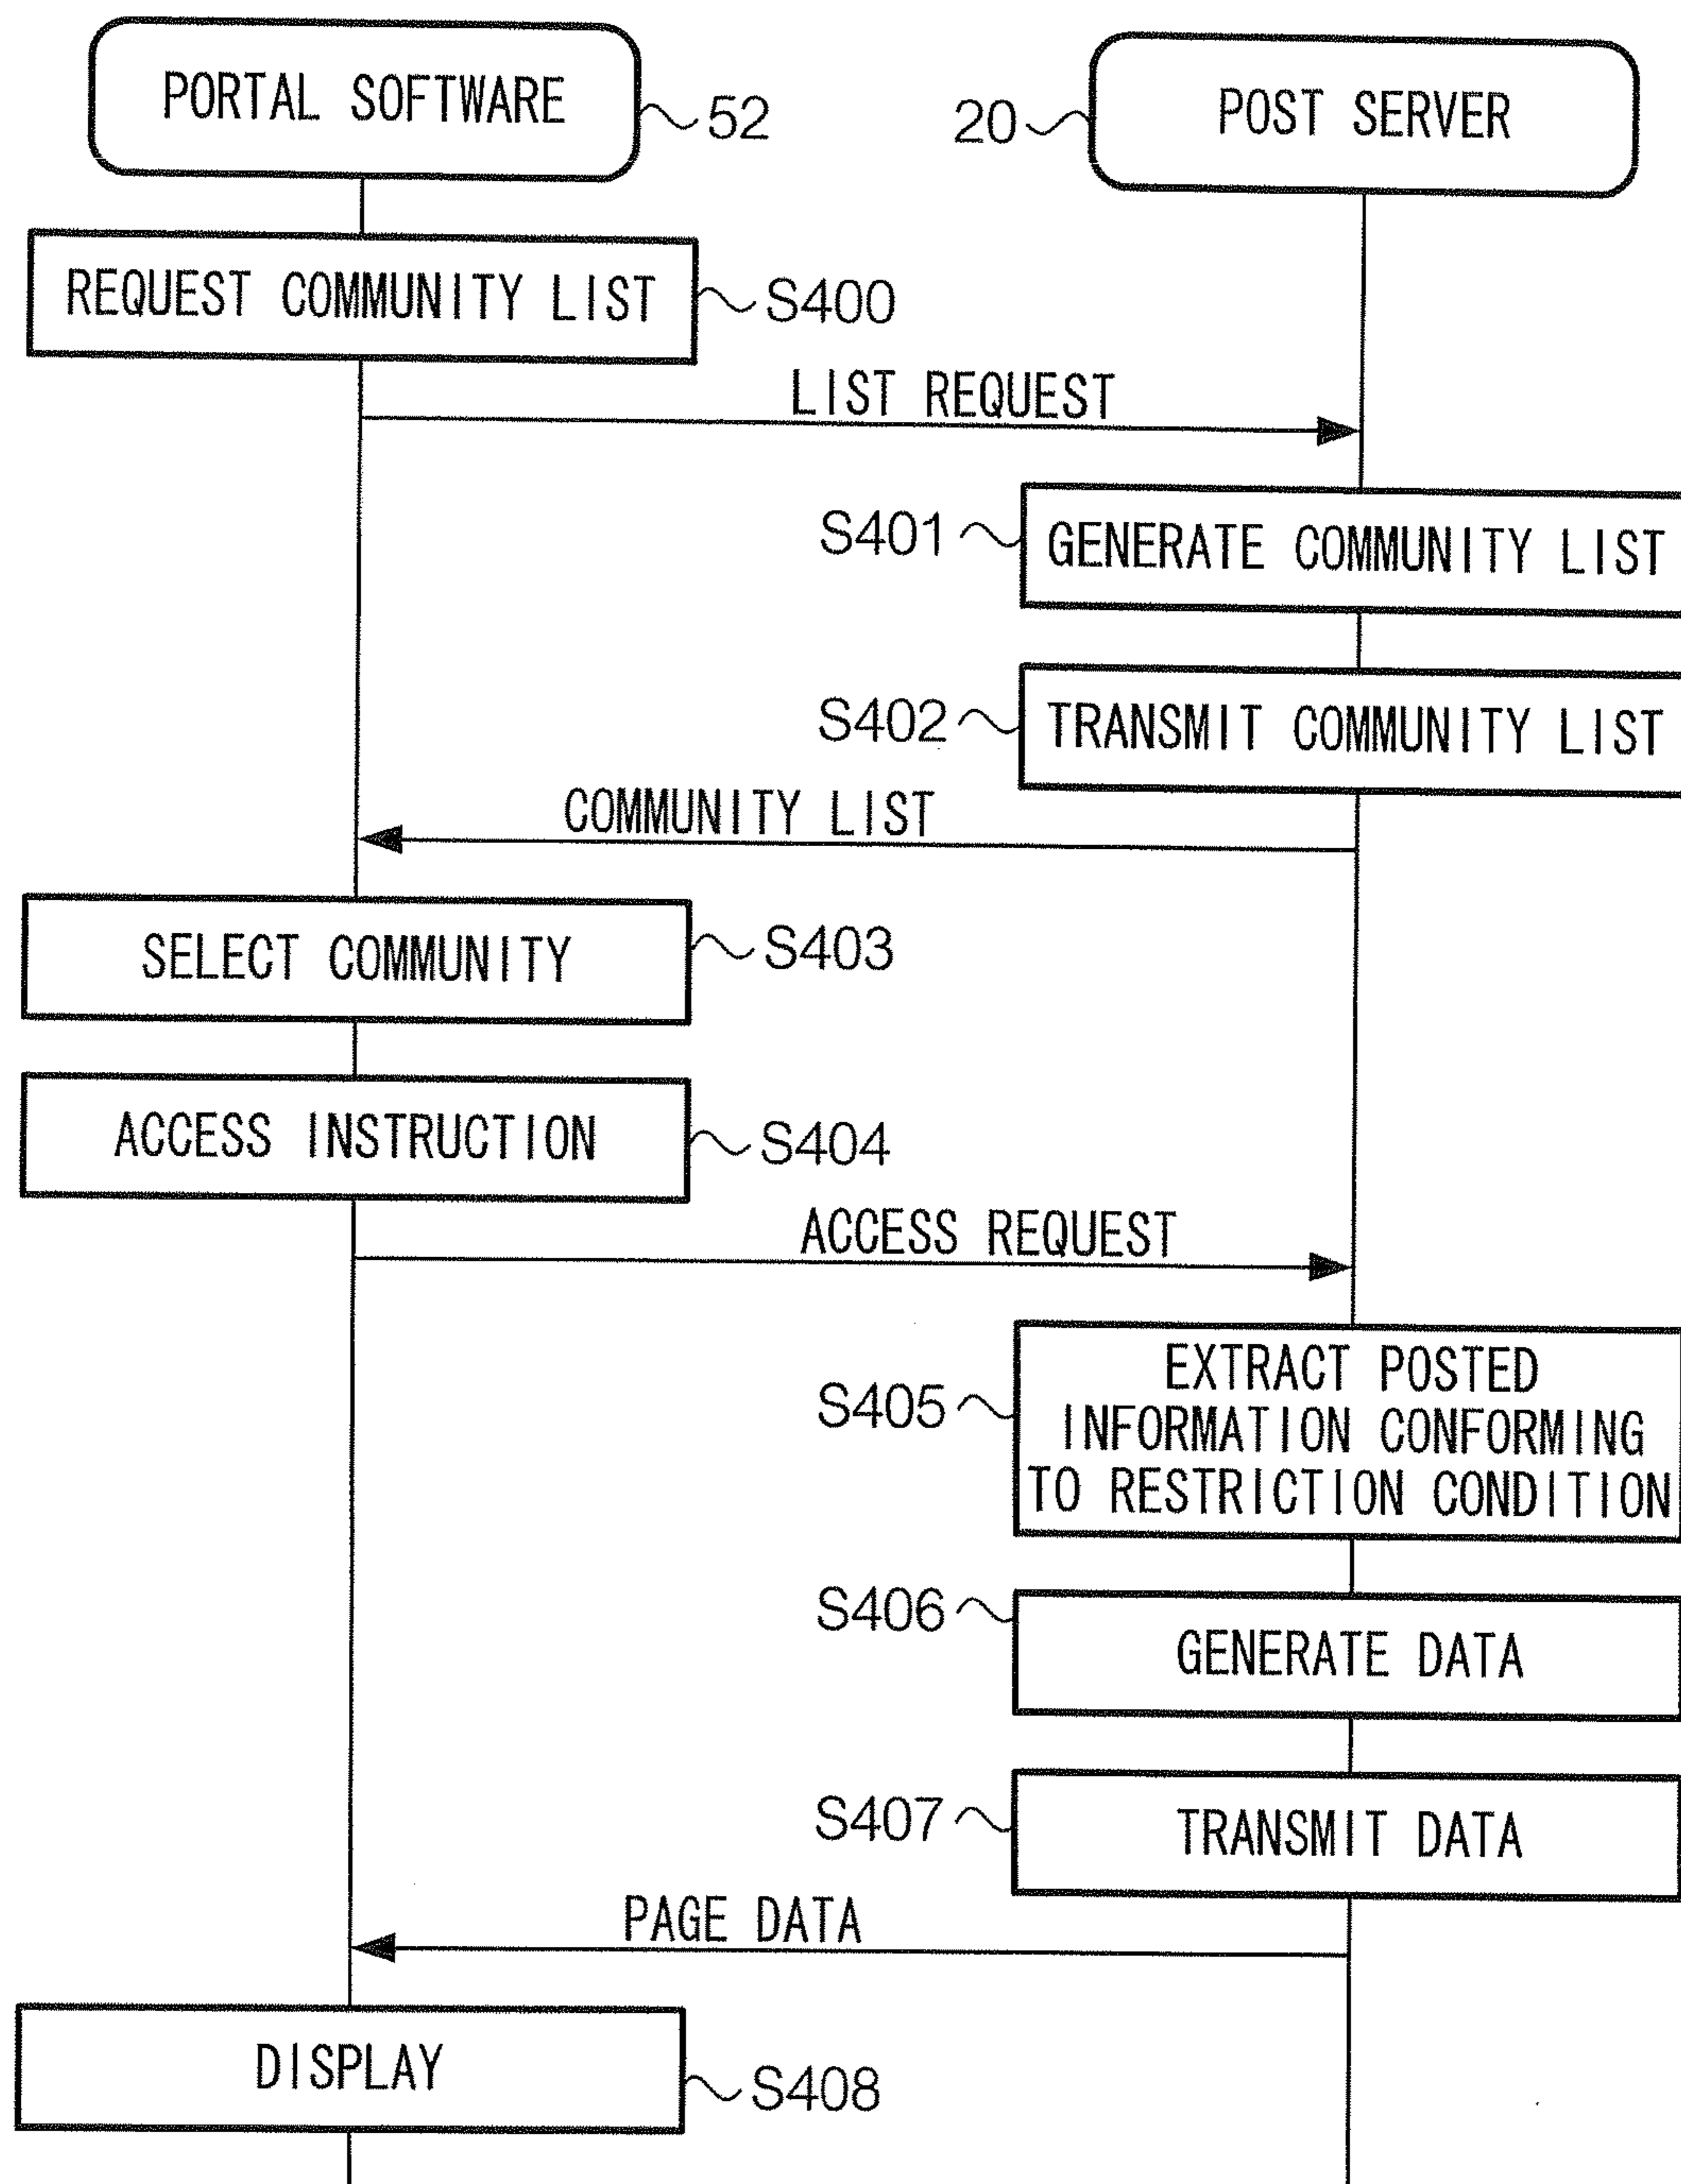 PORTAL SOFTWARE
52
20
POST SERVER
REQUEST COMMUNITY LIST
S400
LIST REQUEST
S401
GENERATE COMMUNITY LIST
S402
TRANSMIT COMMUNITY LIST
COMMUNITY LIST
SELECT COMMUNITY
S403
ACCESS INSTRUCTION
S404
ACCESS REQUEST
S405
EXTRACT POSTED
INFORMATION CONFORMING
TO RESTRICTION CONDITION
S406
GENERATE DATA
S407
TRANSMIT DATA
PAGE DATA
DISPLAY
S408